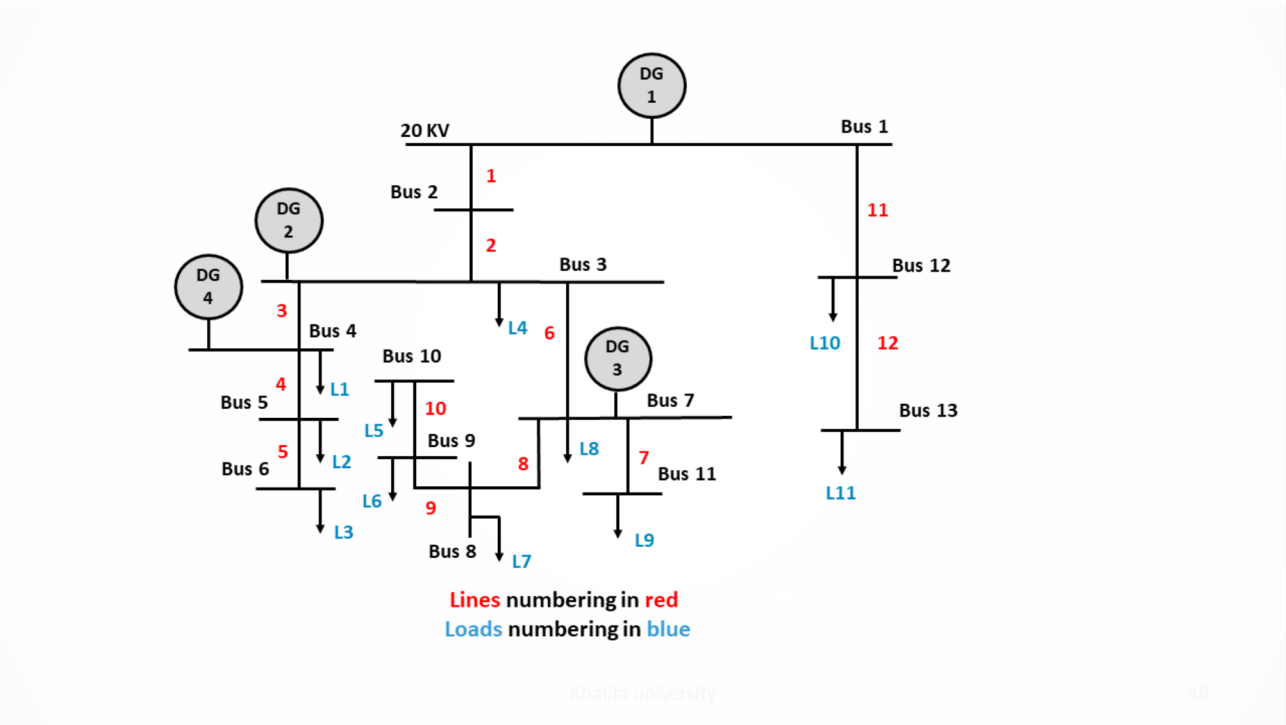 DG
1
20 KV
Bus 1
1
Bus 2
11
DG
2
2
Bus 3
Bus 12
DG
4
3
L4
6
Bus 4
L10
12
DG
3
Bus 10
4
L1
Bus 5
10
Bus 7
Bus 13
L5
Bus 9
L8
5
L2
8
7
Bus 6
Bus 11
L6
9
L11
L3
L9
Bus 8
L7
Lines numbering in red
Loads numbering in blue
Khalifa university
48